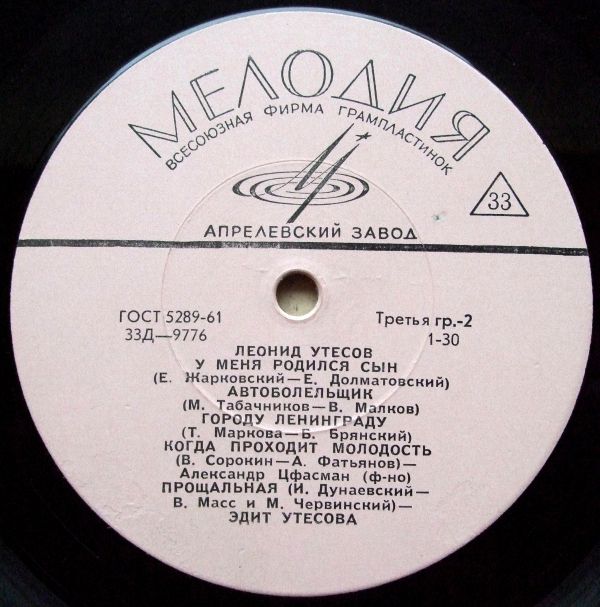 МЕЛОДИЯ
ВСЕСОЮЗНАЯ ФИРМА ГРАМПЛАСТИНОК
33
АПРЕЛЕВСКИЙ ЗАВОД
ГОСТ 5289-61
Третья гр.-2
33Д—9776
1-30
ЛЕОНИД УТЕСОВ
У МЕНЯ РОДИЛСЯ СЫН
(Е. Жарковский—Е. Долматовский)
АВТОБОЛЕЛЬЩИК
(М. Табачников—В. Малков)
ГОРОДУ ЛЕНИНГРАДУ
(Т. Маркова—Б. Брянский)
КОГДА ПРОХОДИТ МОЛОДОСТЬ
(В. Сорокин—А. Фатьянов)—
Александр Цфасман (ф-но)
ПРОЩАЛЬНАЯ (И. Дунаевский—
В. Масс и М. Червинский)—
ЭДИТ УТЕСОВА